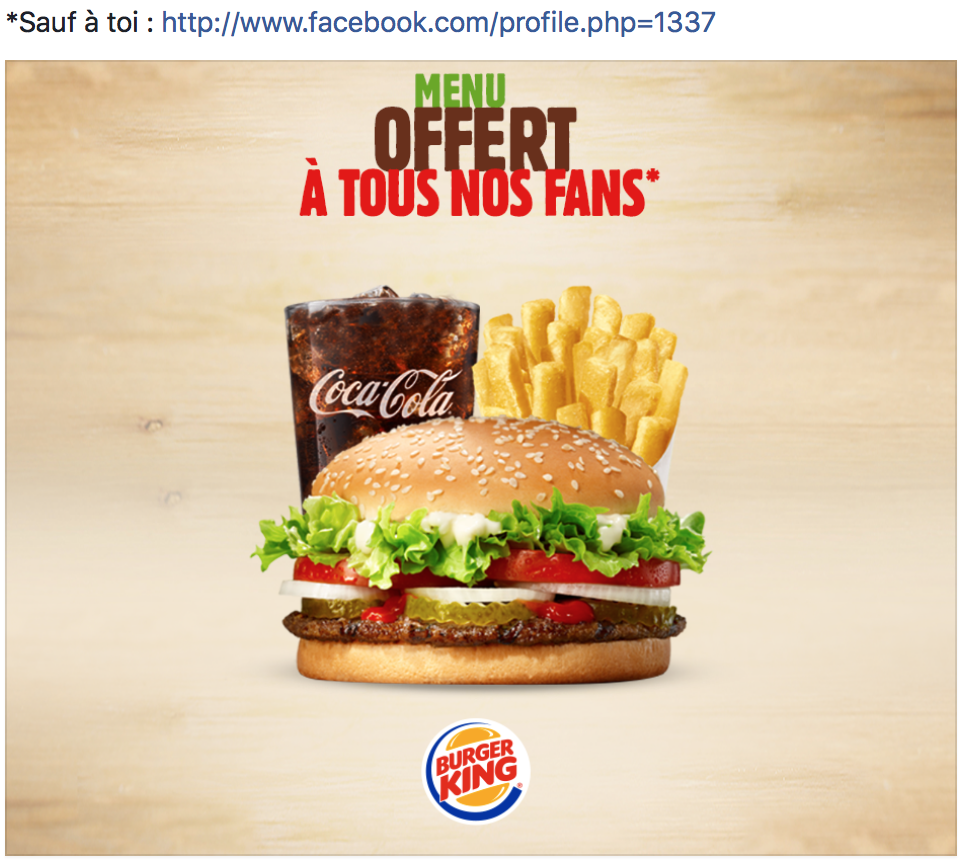 *Sauf à toi : http://www.facebook.com/profile.php=1337
MENU
OFFERT
À TOUS NOS FANS*
Coca-Cola
BURGER
KING
®